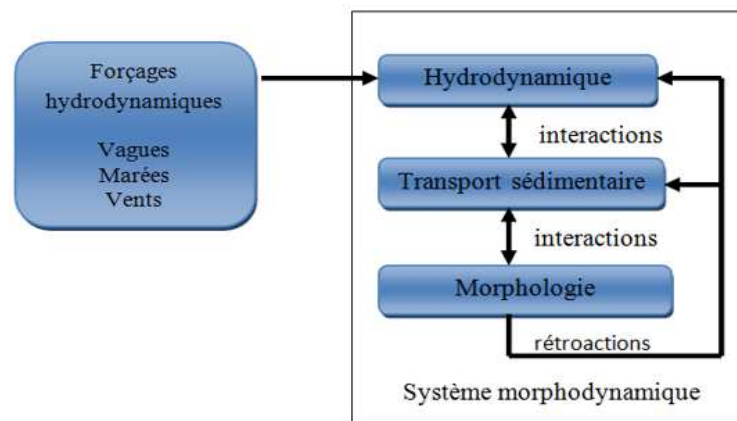 Forçages
hydrodynamiques
Vagues
Marées
Vents
Hydrodynamique
interactions
Transport sédimentaire
interactions
Morphologie
rétroactions
Système morphodynamique